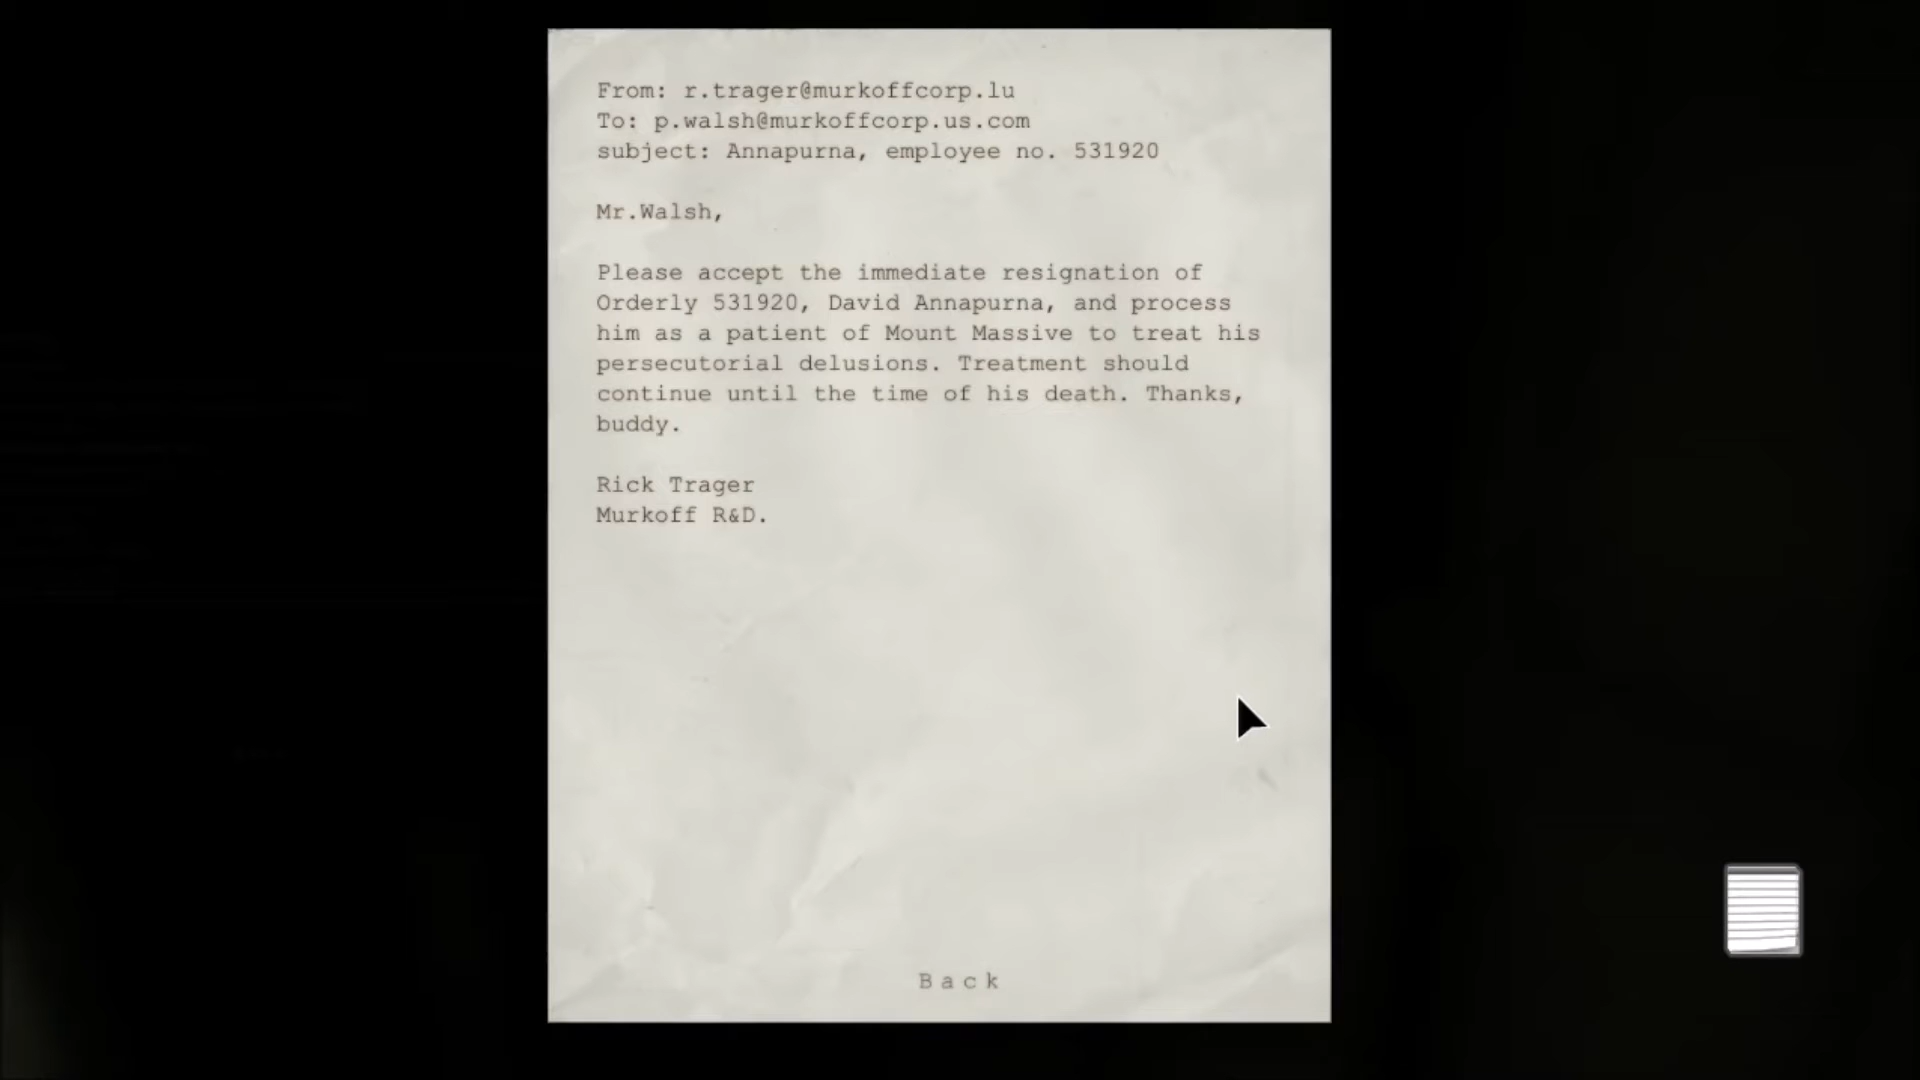 From: r.trager@murkoffcorp.lu
To: p.walsh@murkoffcorp.us.com
subject: Annapurna, employee no. 531920
Mr.Walsh,
Please accept the immediate resignation of
Orderly 531920, David Annapurna, and process
him as a patient of Mount Massive to treat his
persecutorial delusions. Treatment should
continue until the time of his death. Thanks,
buddy.
Rick Trager
Murkoff R&D.
Back